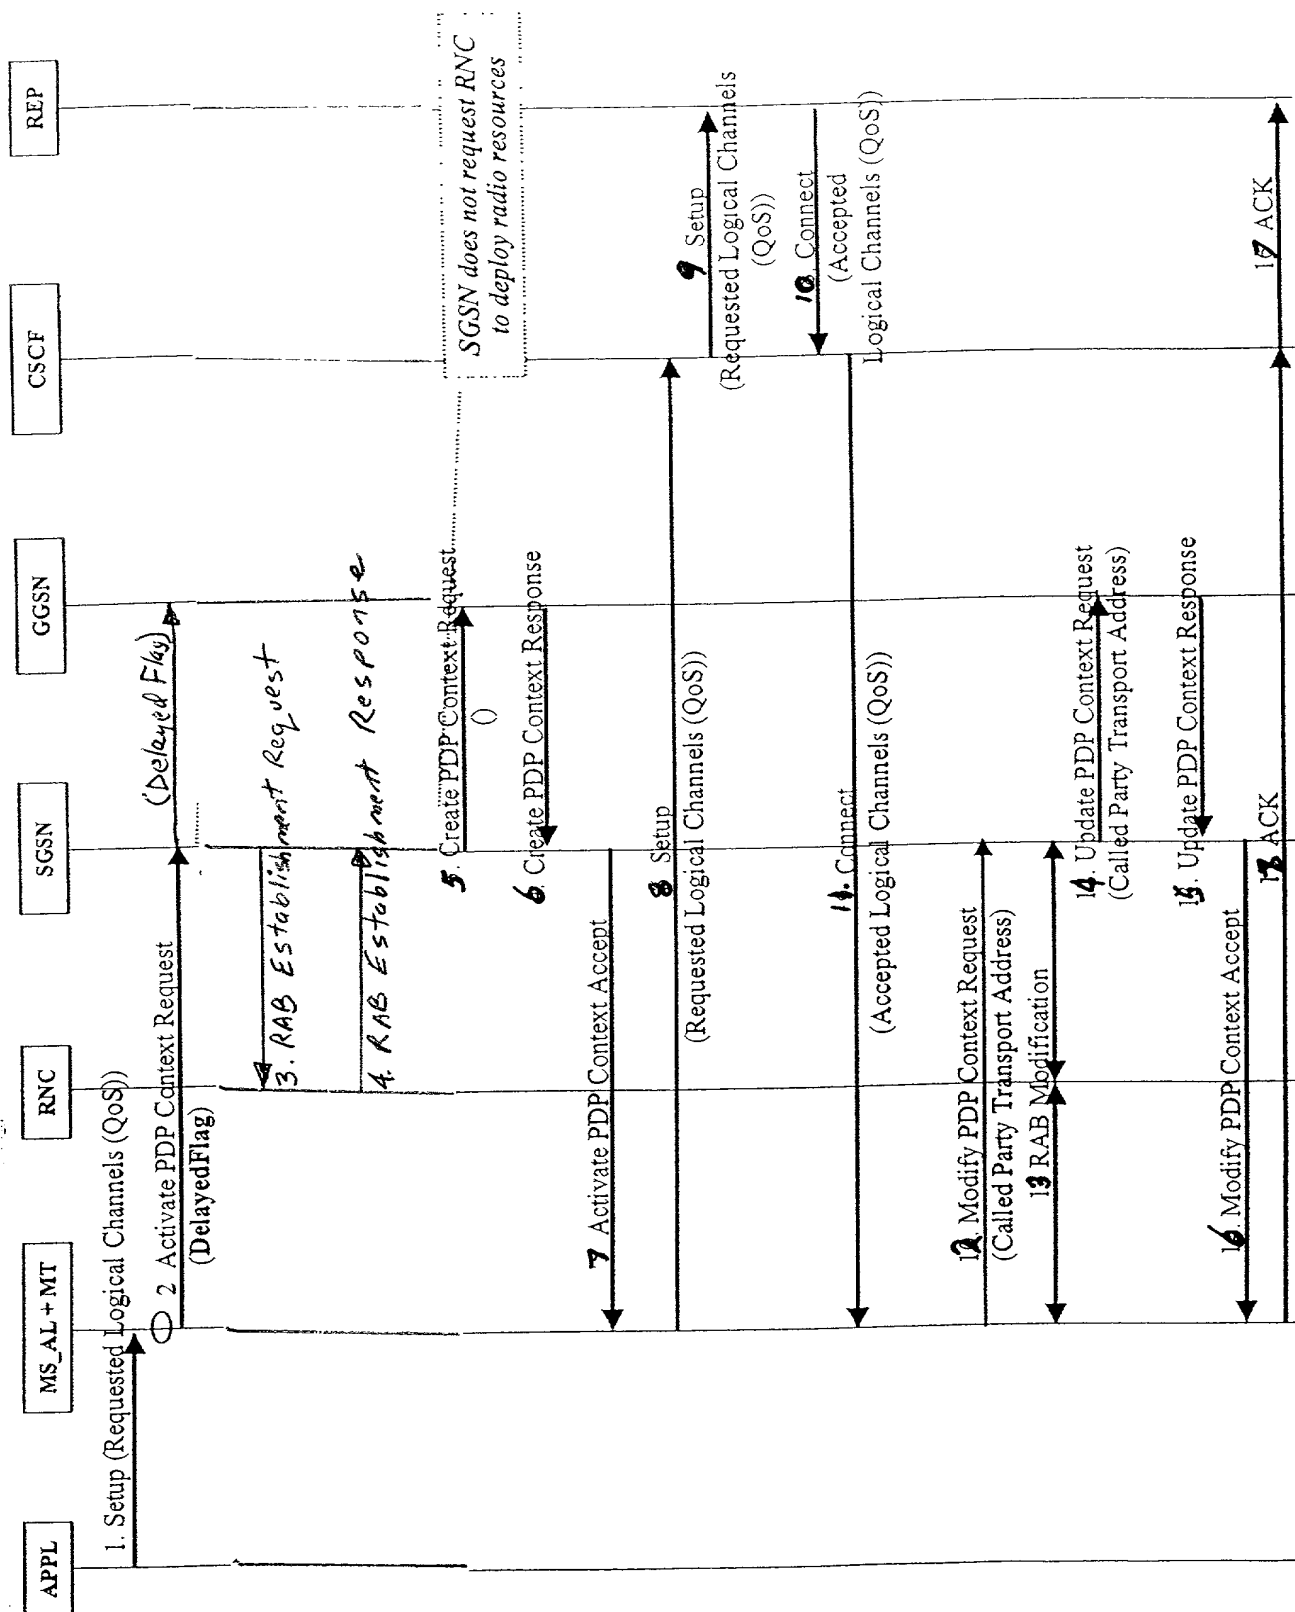 APPL
MS_AL+MT
RNC
SGSN
GGSN
CSCF
REP
1. Setup (Requested Logical Channels (QoS))
2 Activate PDP Context Request
(DelayedFlag)
(Delayed Flag)
3. RAB Establishment Request
4. RAB Establishment Response
SGSN does not request RNC
to deploy radio resources
5. Create PDP Context Request
()
6. Create PDP Context Response
7 Activate PDP Context Accept
8 Setup
(Requested Logical Channels (QoS))
9 Setup
(Requested Logical Channels
(QoS))
10. Connect
(Accepted
Logical Channels (QoS))
11. Connect
(Accepted Logical Channels (QoS))
12. Modify PDP Context Request
(Called Party Transport Address)
13 RAB Modification
14. Update PDP Context Request
(Called Party Transport Address)
15. Update PDP Context Response
16. Modify PDP Context Accept
ACK
17 ACK